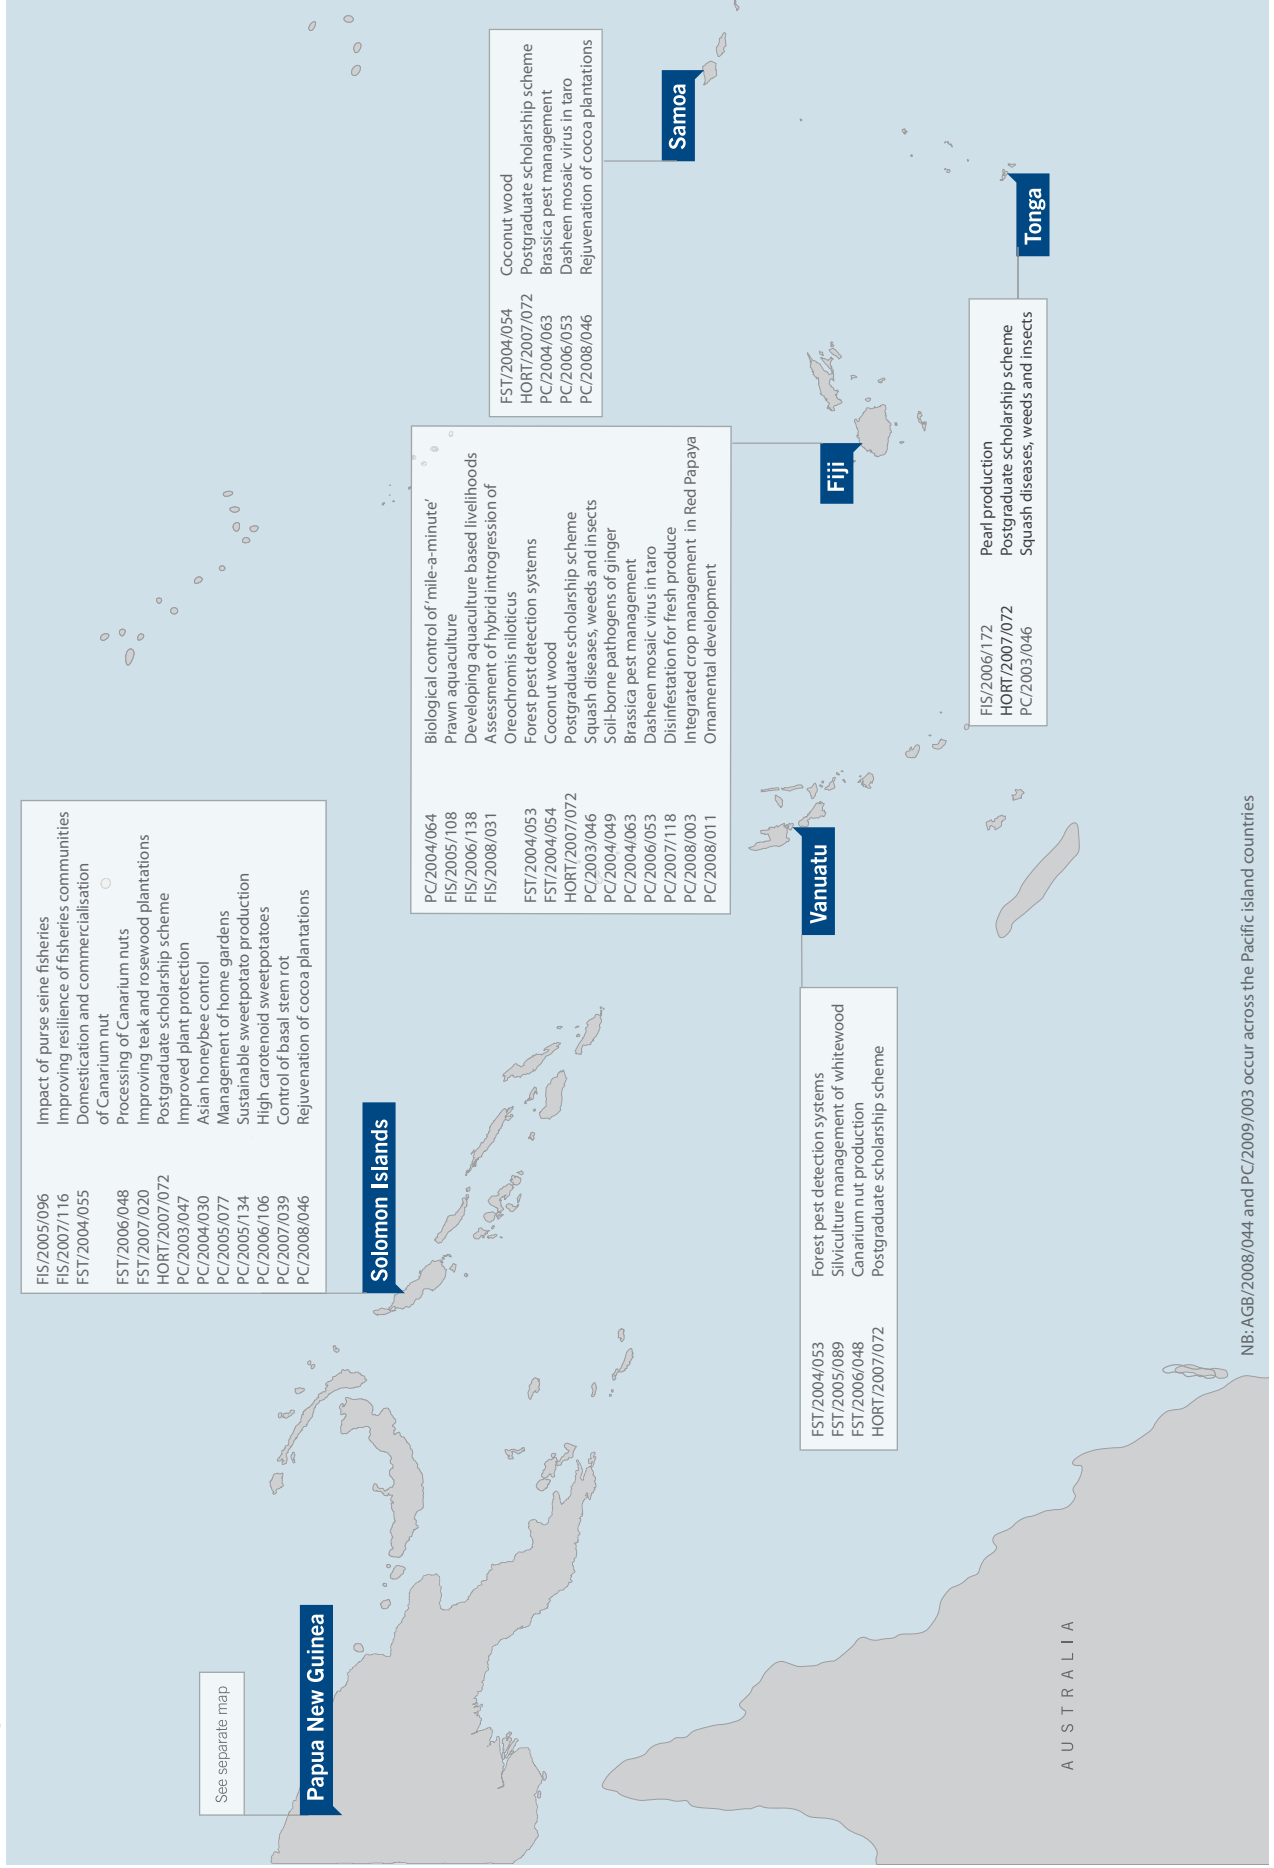 See separate map
Papua New Guinea
FIS/2005/096 Impact of purse seine fisheries
FIS/2007/116 Improving resilience of fisheries communities
FST/2004/055 Domestication and commercialisation
of Canarium nut
FST/2006/048 Processing of Canarium nuts
FST/2007/020 Improving teak and rosewood plantations
HORT/2007/072 Postgraduate scholarship scheme
PC/2003/047 Improved plant protection
PC/2004/030 Asian honeybee control
PC/2005/077 Management of home gardens
PC/2005/134 Sustainable sweetpotato production
PC/2006/106 High carotenoid sweetpotatoes
PC/2007/039 Control of basal stem rot
PC/2008/046 Rejuvenation of cocoa plantations
Solomon Islands
PC/2004/064 Biological control of 'mile-a-minute'
FIS/2005/108 Prawn aquaculture
FIS/2006/138 Developing aquaculture based livelihoods
FIS/2008/031 Assessment of hybrid introgression of
Oreochromis niloticus
FST/2004/053 Forest pest detection systems
FST/2004/054 Coconut wood
HORT/2007/072 Postgraduate scholarship scheme
PC/2003/046 Squash diseases, weeds and insects
PC/2004/049 Soil-borne pathogens of ginger
PC/2004/063 Brassica pest management
PC/2006/053 Dasheen mosaic virus in taro
PC/2007/118 Disinfestation for fresh produce
PC/2008/003 Integrated crop management in Red Papaya
PC/2008/011 Ornamental development
Fiji
FST/2004/054 Coconut wood
HORT/2007/072 Postgraduate scholarship scheme
PC/2004/063 Brassica pest management
PC/2006/053 Dasheen mosaic virus in taro
PC/2008/046 Rejuvenation of cocoa plantations
Samoa
FST/2004/053 Forest pest detection systems
FST/2005/089 Silviculture management of whitewood
FST/2006/048 Canarium nut production
HORT/2007/072 Postgraduate scholarship scheme
Vanuatu
FIS/2006/172 Pearl production
HORT/2007/072 Postgraduate scholarship scheme
PC/2003/046 Squash diseases, weeds and insects
Tonga
AUSTRALIA
NB: AGB/2008/044 and PC/2009/003 occur across the Pacific island countries